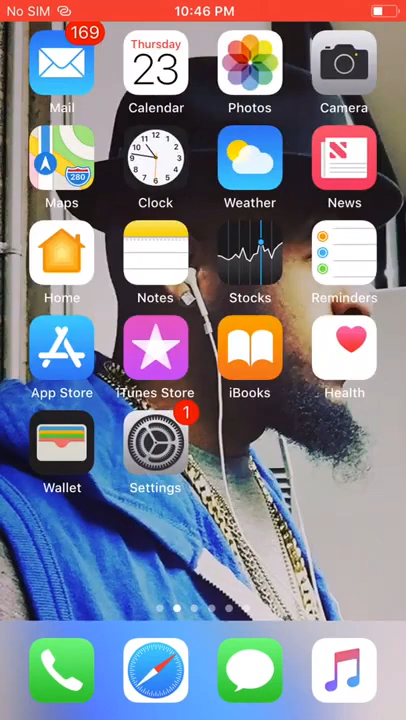 No SIM 10:46 PM
169
Thursday
23
Mail Calendar Photos Camera
280
Maps Clock Weather News
Home Notes Stocks Reminders
App Store iTunes Store iBooks Health
1
Wallet Settings